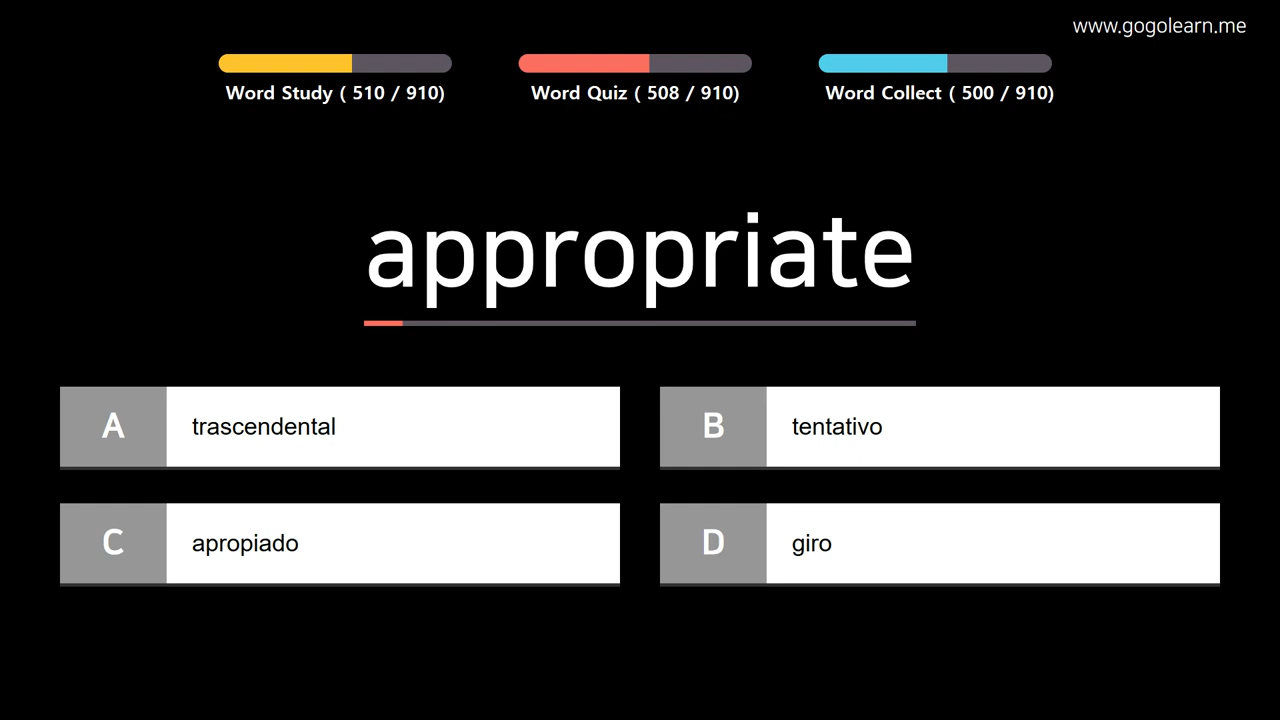 www.gogolearn.me
Word Study ( 510 / 910)
Word Quiz ( 508 / 910)
Word Collect ( 500 / 910)
appropriate
A trascendental
B tentativo
C apropiado
D giro